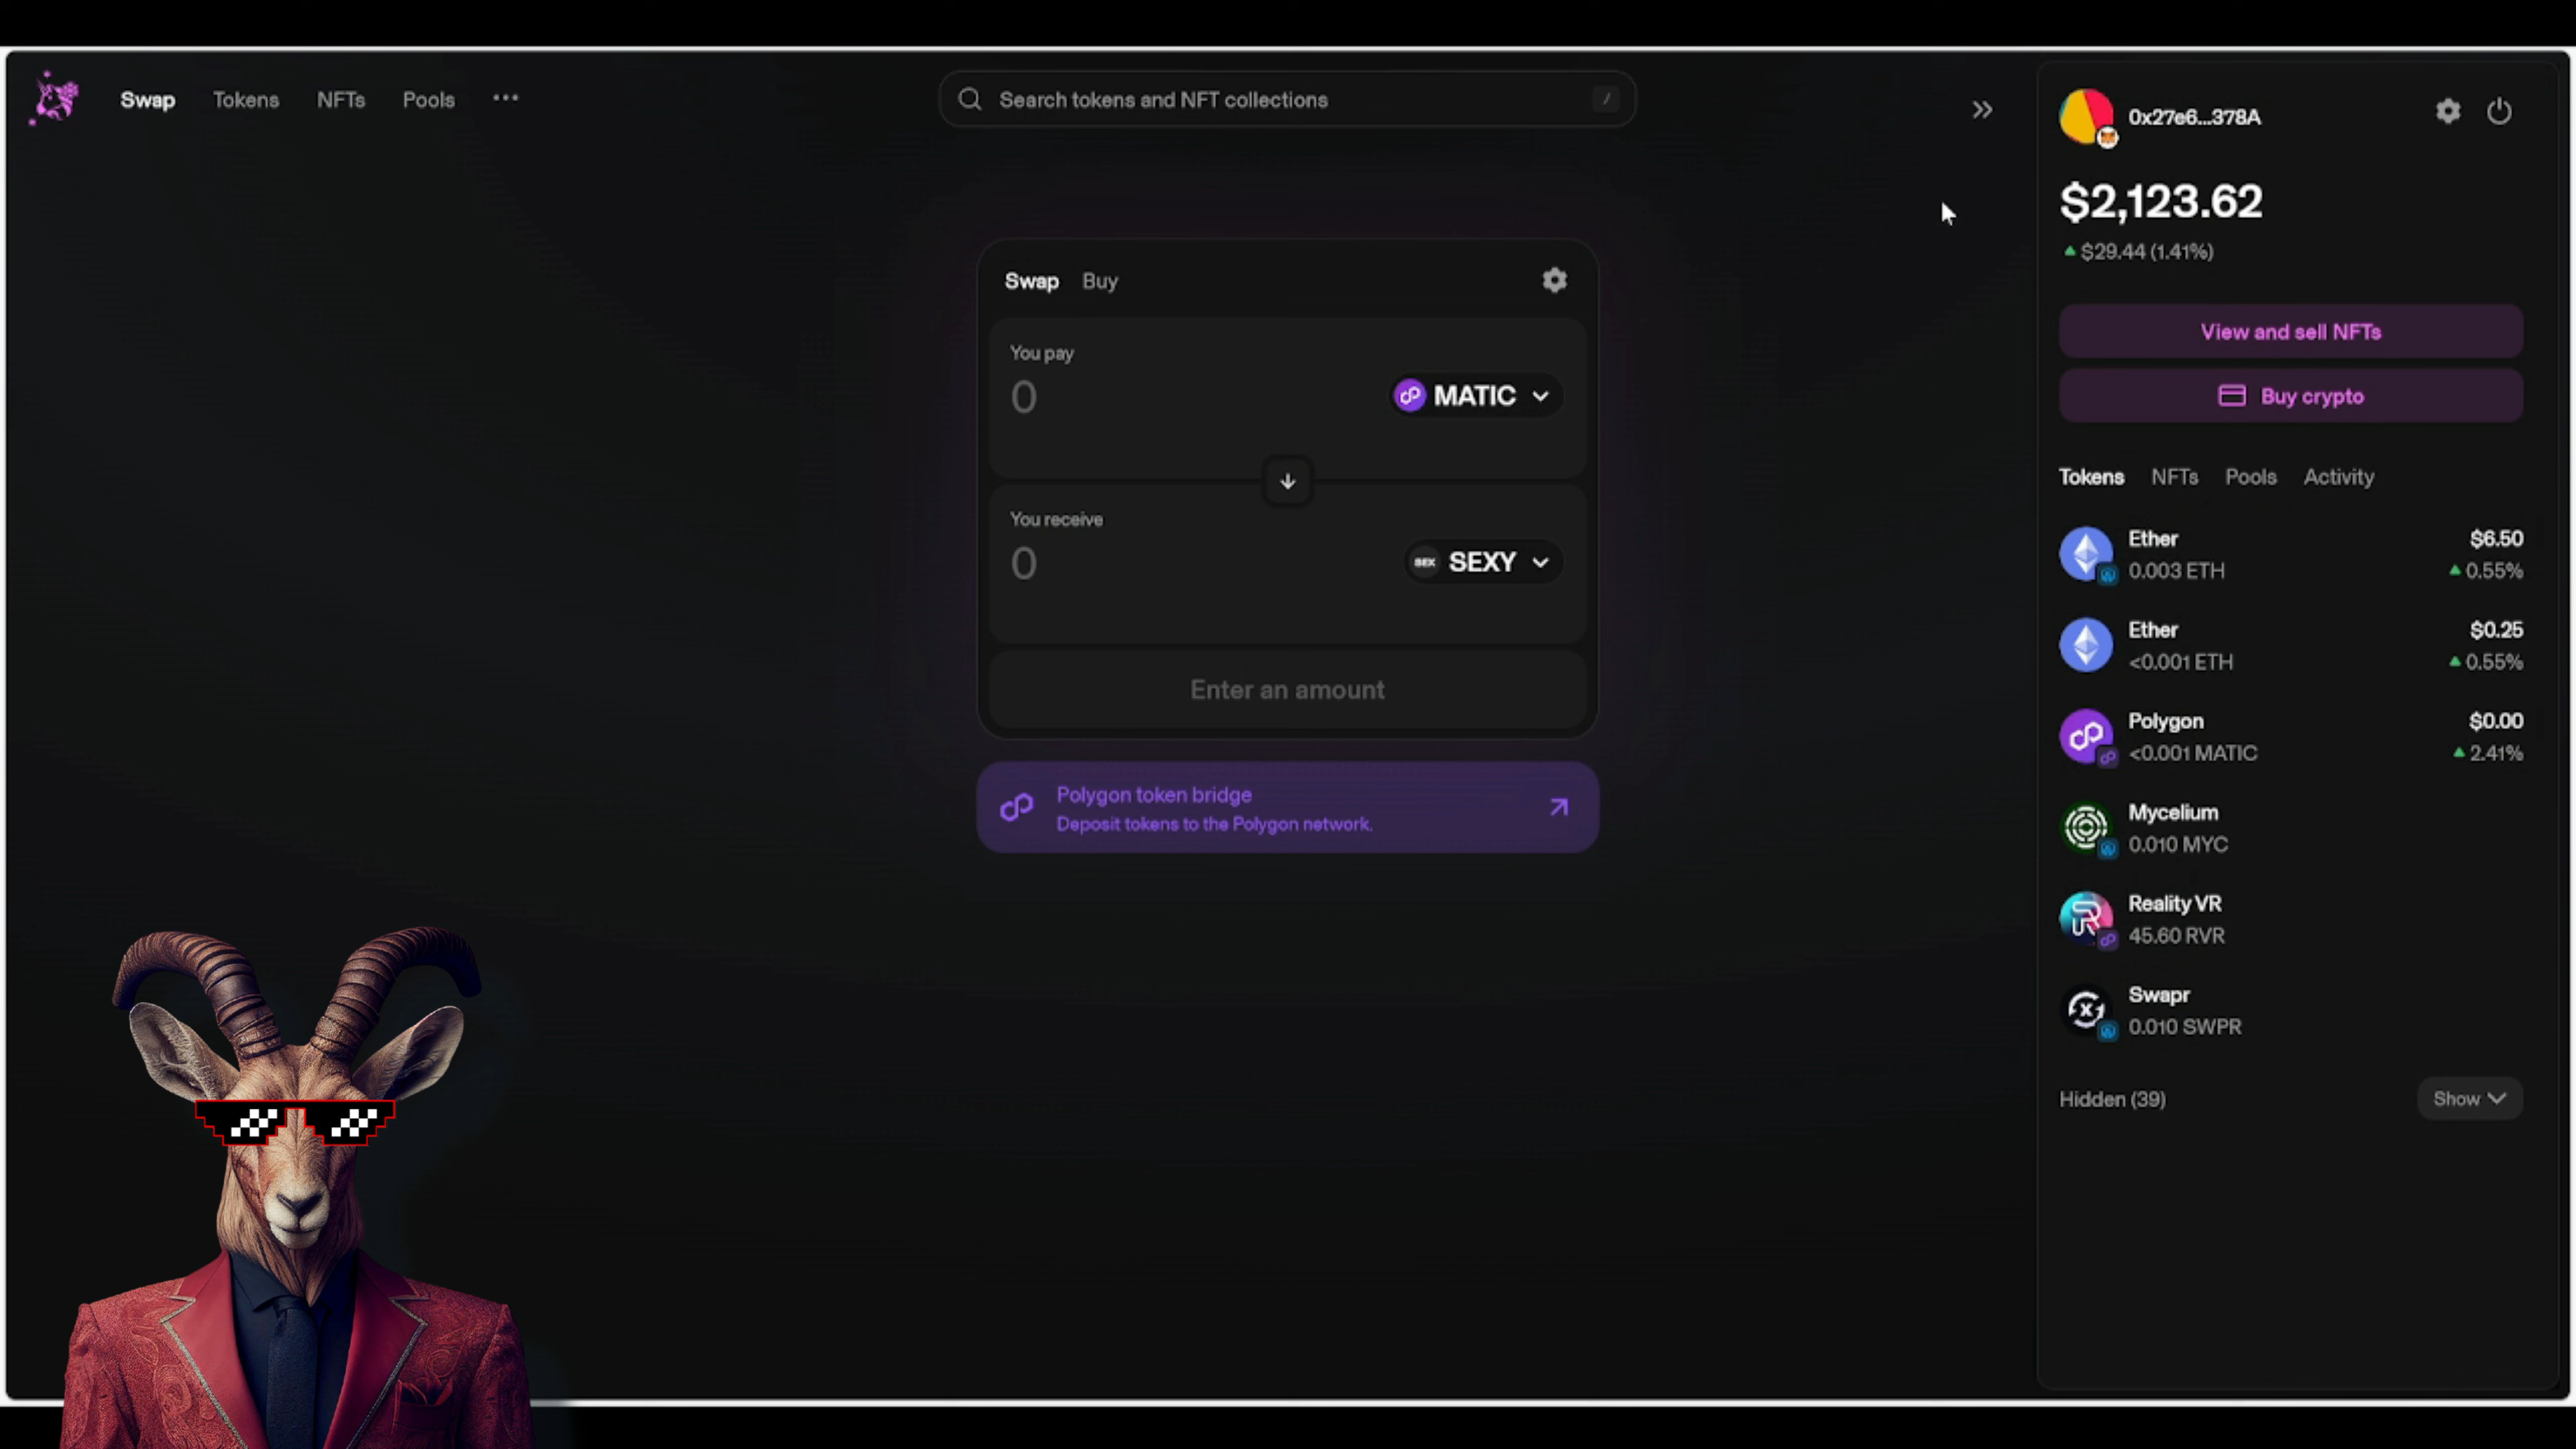 Swap Tokens NFTs Pools ···
Search tokens and NFT collections /
Swap Buy
You pay
0 MATIC
You receive
0 SEX SEXY
Enter an amount
Polygon token bridge
Deposit tokens to the Polygon network.
0x27e6...378A
$2,123.62
$29.44 (1.41%)
View and sell NFTs
Buy crypto
Tokens NFTs Pools Activity
Ether $6.50
0.003 ETH 0.55%
Ether $0.25
<0.001 ETH 0.55%
Polygon $0.00
<0.001 MATIC 2.41%
Mycelium
0.010 MYC
Reality VR
45.60 RVR
Swapr
0.010 SWPR
Hidden (39) Show